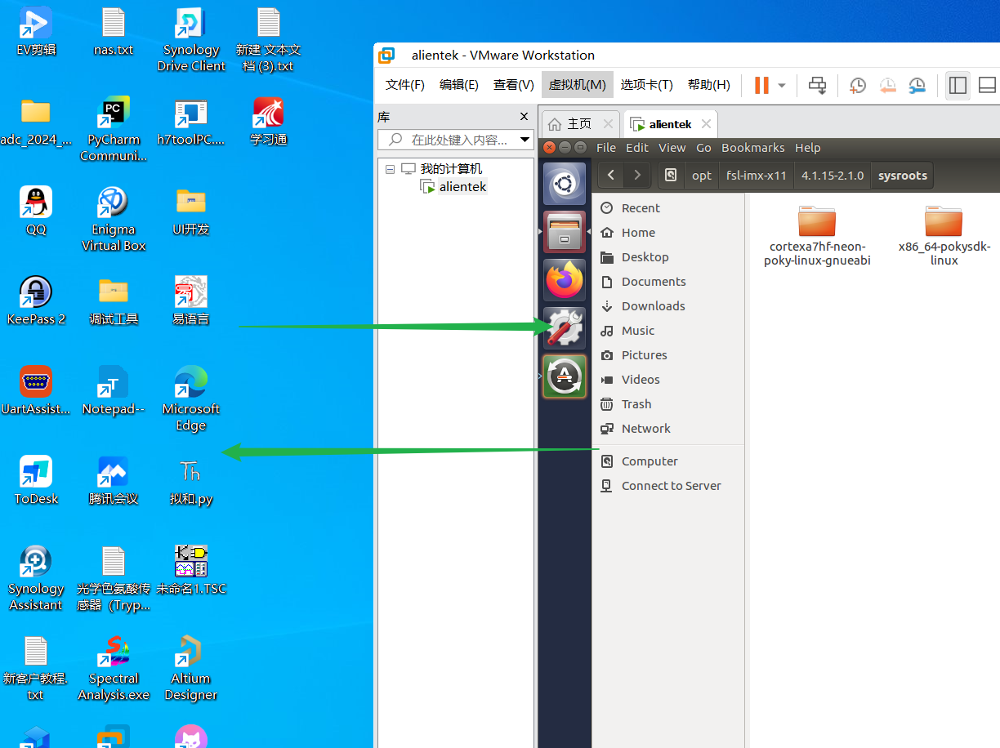 EV剪辑
nas.txt
Synology
Drive Client
新建 文本文
档 (3).txt
adc_2024_...
PyCharm
Communi...
h7toolPC....
学习通
QQ
Enigma
Virtual Box
UI开发
KeePass 2
调试工具
易语言
UartAssist...
Notepad--
Microsoft
Edge
ToDesk
腾讯会议
拟和.py
Synology
Assistant
光学色氨酸传
感器（Tryp...
未命名1.TSC
新客户教程.
txt
Spectral
Analysis.exe
Altium
Designer
alientek - VMware Workstation
文件(F) 编辑(E) 查看(V) 虚拟机(M) 选项卡(T) 帮助(H)
库
在此处键入内容...
我的计算机
alientek
主页
alientek
File Edit View Go Bookmarks Help
opt fsl-imx-x11 4.1.15-2.1.0 sysroots
Recent
Home
Desktop
Documents
Downloads
Music
Pictures
Videos
Trash
Network
Computer
Connect to Server
cortexa7hf-neon-
poky-linux-gnueabi
x86_64-pokysdk-
linux